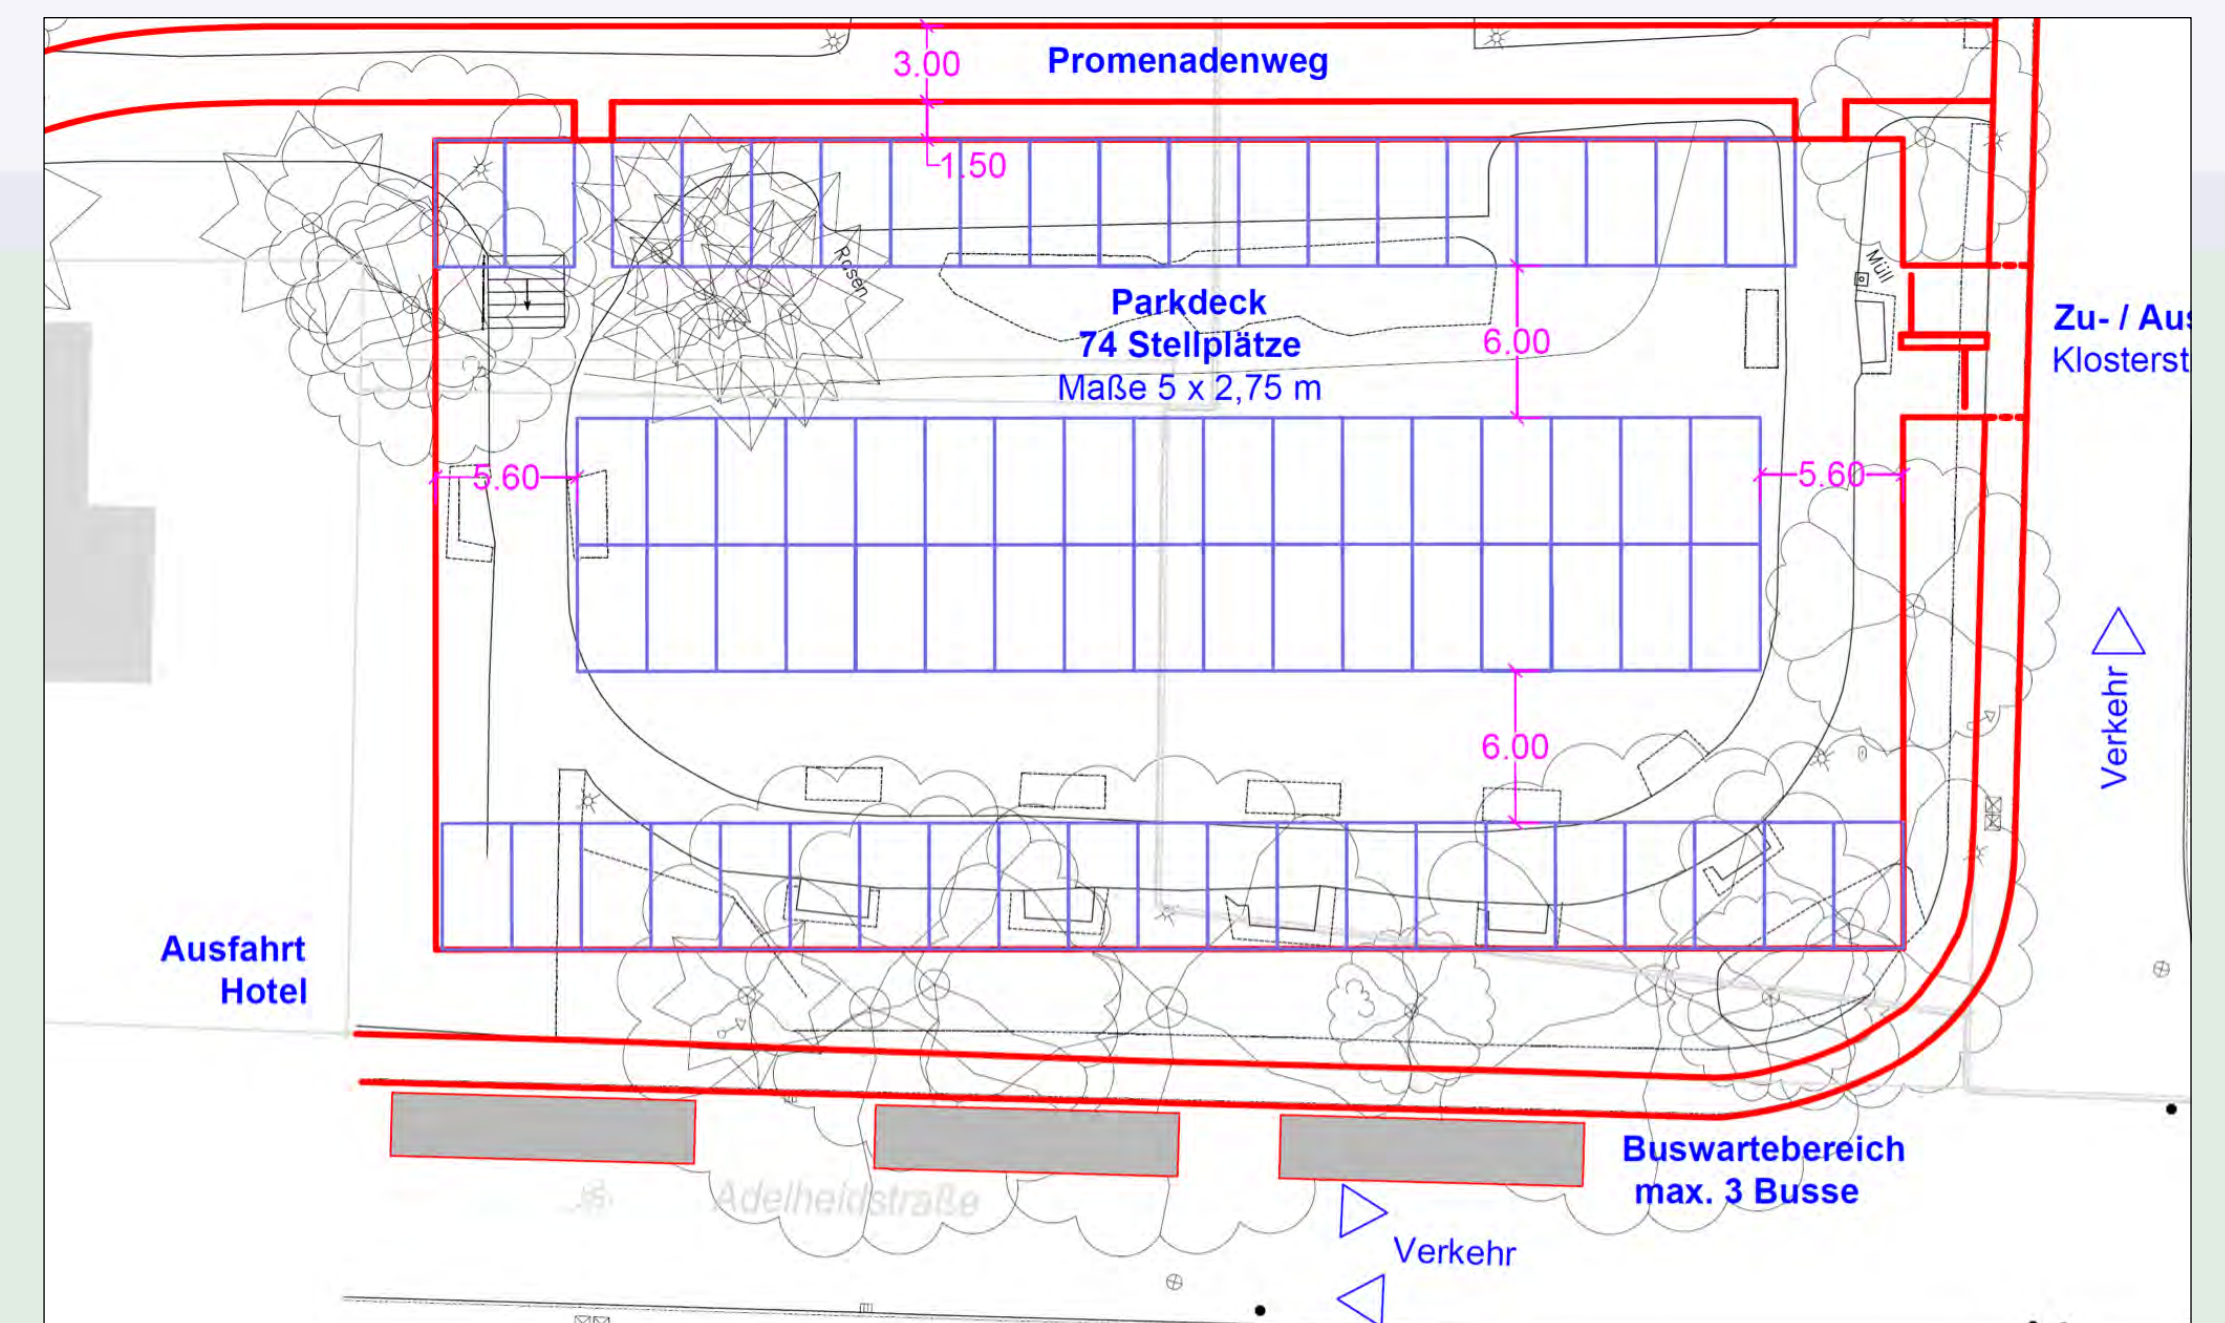 Promenadenweg
3.00
1.50
Rosen
Müll
Parkdeck
74 Stellplätze
Maße 5 x 2,75 m
6.00
Zu- / Aus
Klosterst
5.60
5.60
Verkehr
6.00
Ausfahrt
Hotel
Buswartebereich
max. 3 Busse
Adelheidstraße
Verkehr